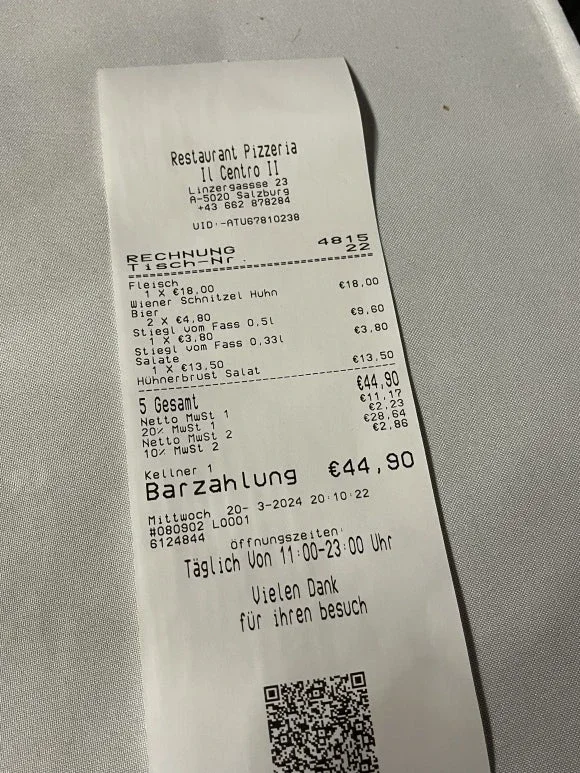 Restaurant Pizzeria
Il Centro II
Linzergassse 23
A-5020 Salzburg
+43 662 878284
UID.-ATU67810238
RECHNUNG 4815
Tisch-Nr. 22
Fleisch
1 X €18,00 €18,00
Wiener Schnitzel Huhn
Bier
2 X €4,80 €9,60
Stiegl vom Fass 0,5l
1 X €3,80 €3,80
Stiegl vom Fass 0,33l
Salate
1 X €13,50 €13,50
Hühnerbrust Salat
5 Gesamt €44,90
Netto MwSt 1 €11,17
20% MwSt 1 €2,23
Netto MwSt 2 €28,64
10% MwSt 2 €2,86
Kellner 1
Barzahlung €44,90
Mittwoch 20- 3-2024 20:10:22
#080902 L0001
6124844
öffnungszeiten:
Täglich Von 11:00-23:00 Uhr
Vielen Dank
für ihren besuch